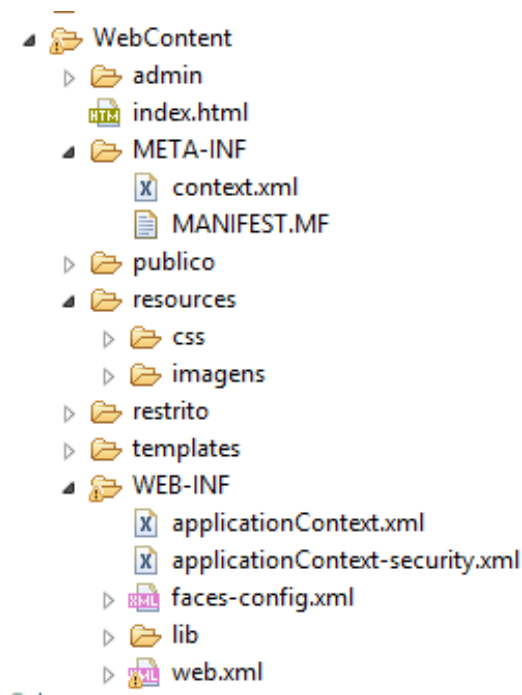 WebContent
admin
index.html
META-INF
context.xml
MANIFEST.MF
publico
resources
css
imagens
restrito
templates
WEB-INF
applicationContext.xml
applicationContext-security.xml
faces-config.xml
lib
web.xml